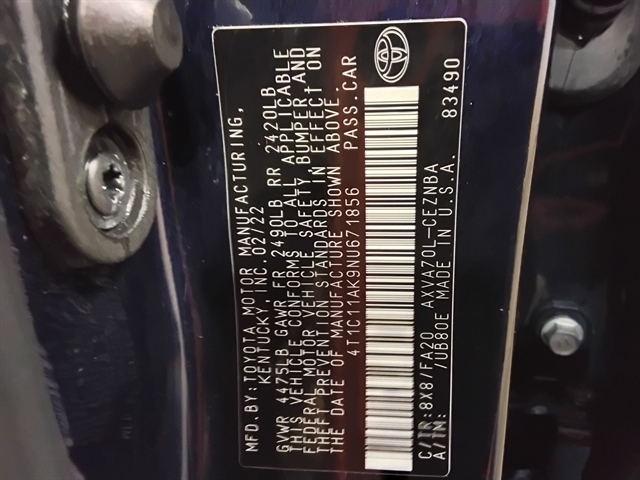 MFD. BY: TOYOTA MOTOR MANUFACTURING,
KENTUCKY, INC. 02/22
GVWR 4475LB GAWR FR 2490LB RR 2420LB
THIS VEHICLE CONFORMS TO ALL APPLICABLE
FEDERAL MOTOR VEHICLE SAFETY, BUMPER, AND
THEFT PREVENTION STANDARDS IN EFFECT ON
THE DATE OF MANUFACTURE SHOWN ABOVE.
4T1C11AK9NU671856 PASS. CAR
C/TR: 8X8/FA20 AXVA70L-CEZNBA
A/TM: /UB80E MADE IN U.S.A. 83490